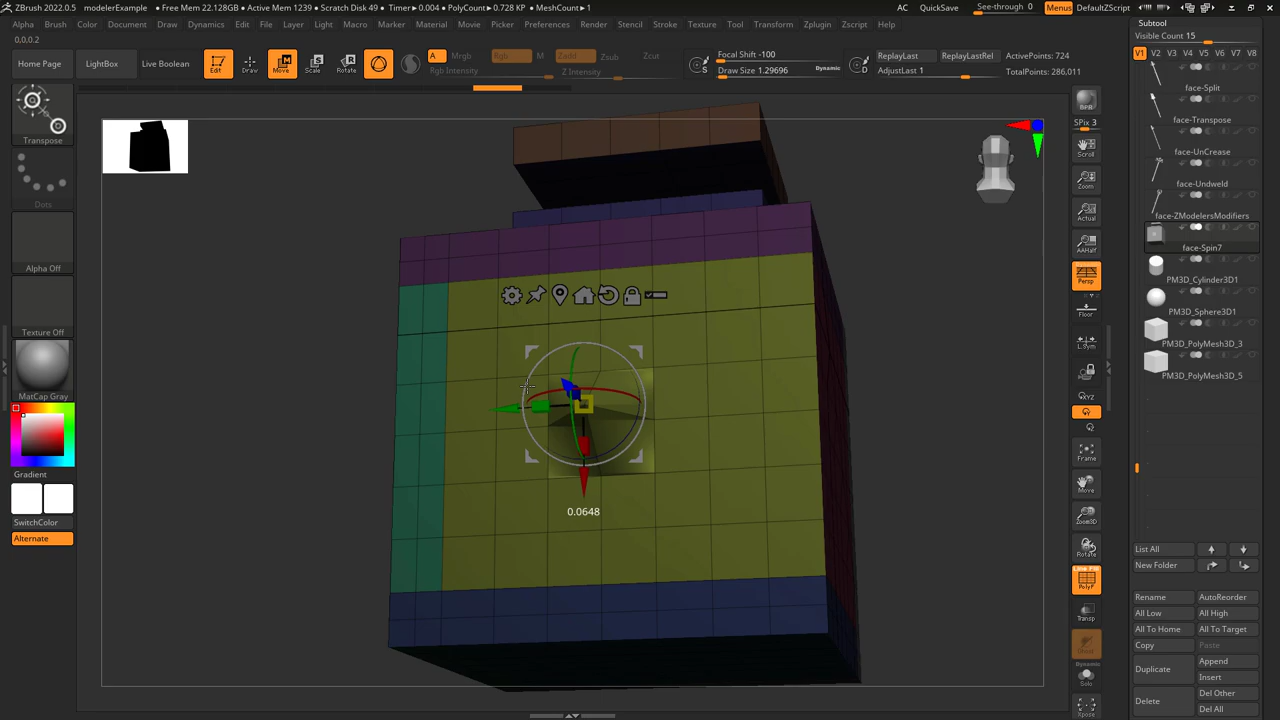 ZBrush 2022.0.5 modelerExample • Free Mem 22.128GB • Active Mem 1239 • Scratch Disk 49 • Timer▶0.004 • PolyCount▶0.728 KP • MeshCount▶1 AC QuickSave See-through 0 Menus DefaultZScript
Alpha Brush Color Document Draw Dynamics Edit File Layer Light Macro Marker Material Movie Picker Preferences Render Stencil Stroke Texture Tool Transform Zplugin Zscript Help
0,0,0.2
Home Page LightBox Live Boolean Edit Draw Move Scale Rotate A Mrgb Rgb M Zadd Zsub Zcut
Rgb Intensity Z Intensity
S Focal Shift -100
Draw Size 1.29696 Dynamic
D ReplayLast ReplayLastRel ActivePoints: 724
AdjustLast 1 TotalPoints: 286,011
Transpose
Dots
Alpha Off
Texture Off
MatCap Gray
Gradient
SwitchColor
Alternate
0.0648
BPR
SPix 3
Scroll
Zoom
Actual
AAHalf
Dynamic
Persp
Floor
L.Sym
XYZ
Y
Frame
Move
Zoom3D
Rotate
Line Fill
PolyF
Transp
Ghost
Dynamic
Solo
Xpose
Subtool
Visible Count 15
V1 V2 V3 V4 V5 V6 V7 V8
face-Split
face-Transpose
face-UnCrease
face-Undweld
face-ZModelersModifiers
face-Spin7
PM3D_Cylinder3D1
PM3D_Sphere3D1
PM3D_PolyMesh3D_3
PM3D_PolyMesh3D_5
List All
New Folder
Rename AutoReorder
All Low All High
All To Home All To Target
Copy Paste
Duplicate Append
Insert
Delete Del Other
Del All